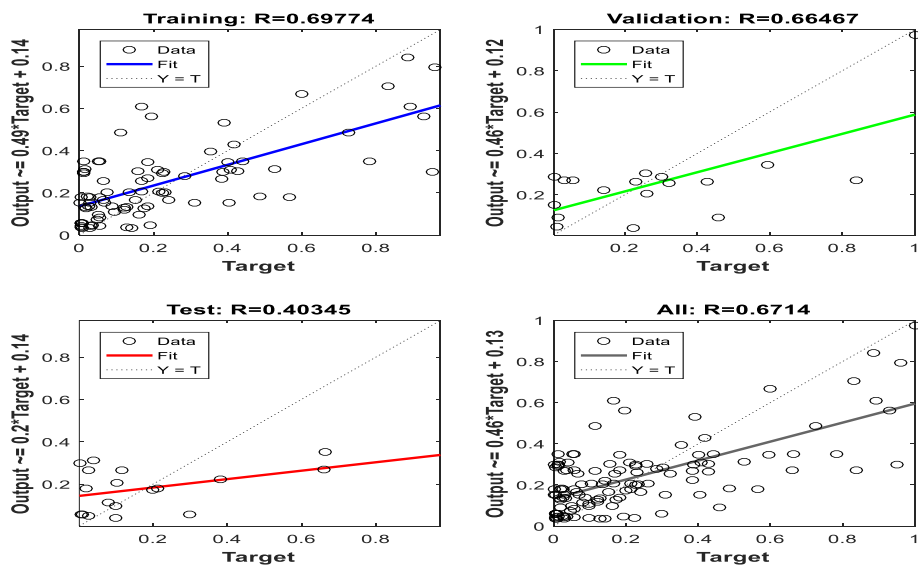 Training: R=0.69774
Output ~= 0.49*Target + 0.14
0.8
0.6
0.4
0.2
0
Data
Fit
Y = T
0
0.2
0.4
0.6
0.8
Target
Validation: R=0.66467
Output ~= 0.46*Target + 0.12
1
0.8
0.6
0.4
0.2
0
Data
Fit
Y = T
0.2
0.4
0.6
0.8
1
Target
Test: R=0.40345
Output ~= 0.2*Target + 0.14
0.8
0.6
0.4
0.2
Data
Fit
Y = T
0.2
0.4
0.6
0.8
Target
All: R=0.6714
Output ~= 0.46*Target + 0.13
1
0.8
0.6
0.4
0.2
0
Data
Fit
Y = T
0
0.2
0.4
0.6
0.8
1
Target